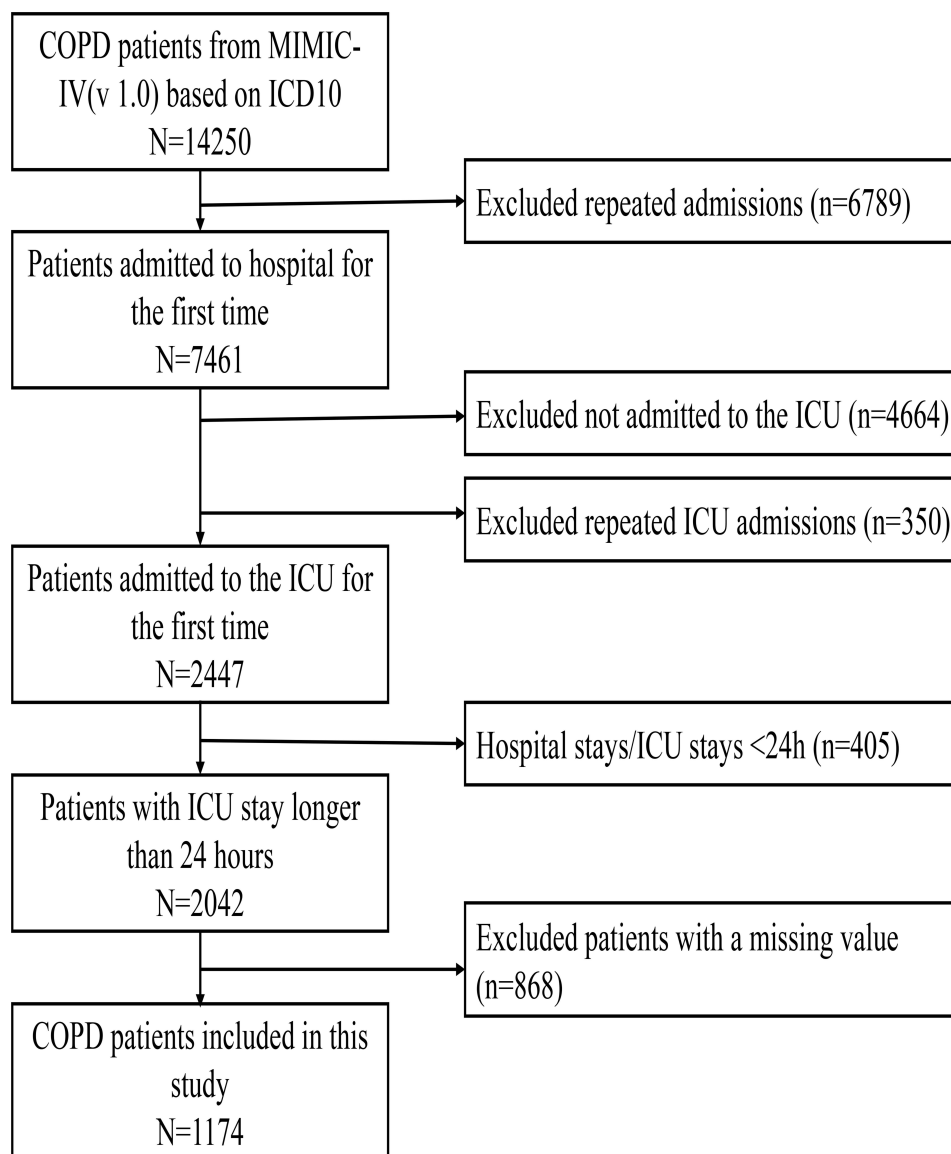 COPD patients from MIMIC-
IV(v 1.0) based on ICD10
N=14250
Excluded repeated admissions (n=6789)
Patients admitted to hospital for
the first time
N=7461
Excluded not admitted to the ICU (n=4664)
Excluded repeated ICU admissions (n=350)
Patients admitted to the ICU for
the first time
N=2447
Hospital stays/ICU stays <24h (n=405)
Patients with ICU stay longer
than 24 hours
N=2042
Excluded patients with a missing value
(n=868)
COPD patients included in this
study
N=1174